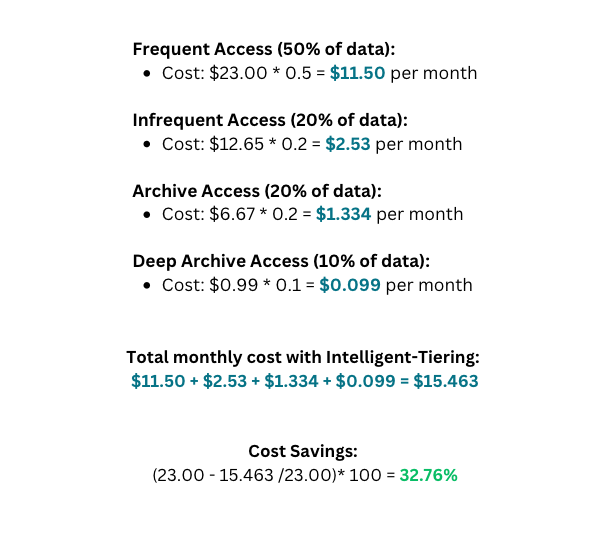 Frequent Access (50% of data):
• Cost: $23.00 * 0.5 = $11.50 per month
Infrequent Access (20% of data):
• Cost: $12.65 * 0.2 = $2.53 per month
Archive Access (20% of data):
• Cost: $6.67 * 0.2 = $1.334 per month
Deep Archive Access (10% of data):
• Cost: $0.99 * 0.1 = $0.099 per month
Total monthly cost with Intelligent-Tiering:
$11.50 + $2.53 + $1.334 + $0.099 = $15.463
Cost Savings:
(23.00 - 15.463 /23.00)* 100 = 32.76%